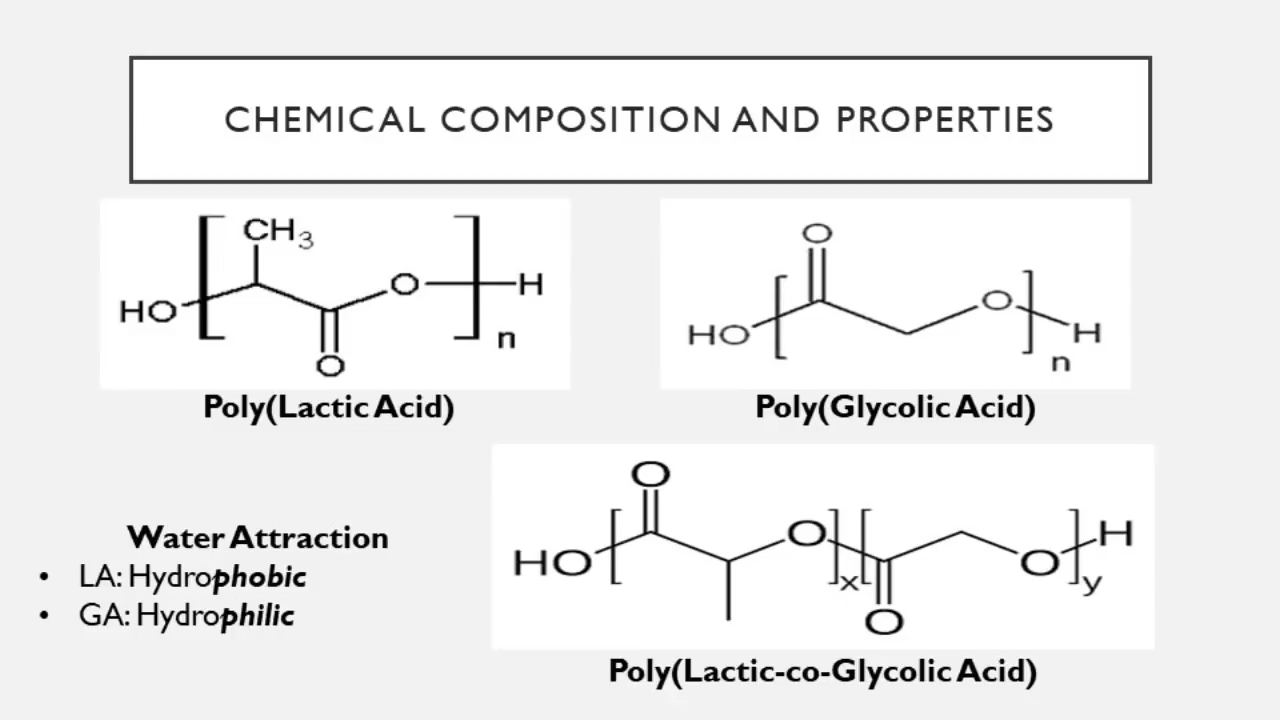 CHEMICAL COMPOSITION AND PROPERTIES
CH3
HO
O
H
n
O
Poly(Lactic Acid)
O
HO
O
H
n
Poly(Glycolic Acid)
Water Attraction
• LA: Hydrophobic
• GA: Hydrophilic
O
HO
O
x
O
O
H
y
Poly(Lactic-co-Glycolic Acid)